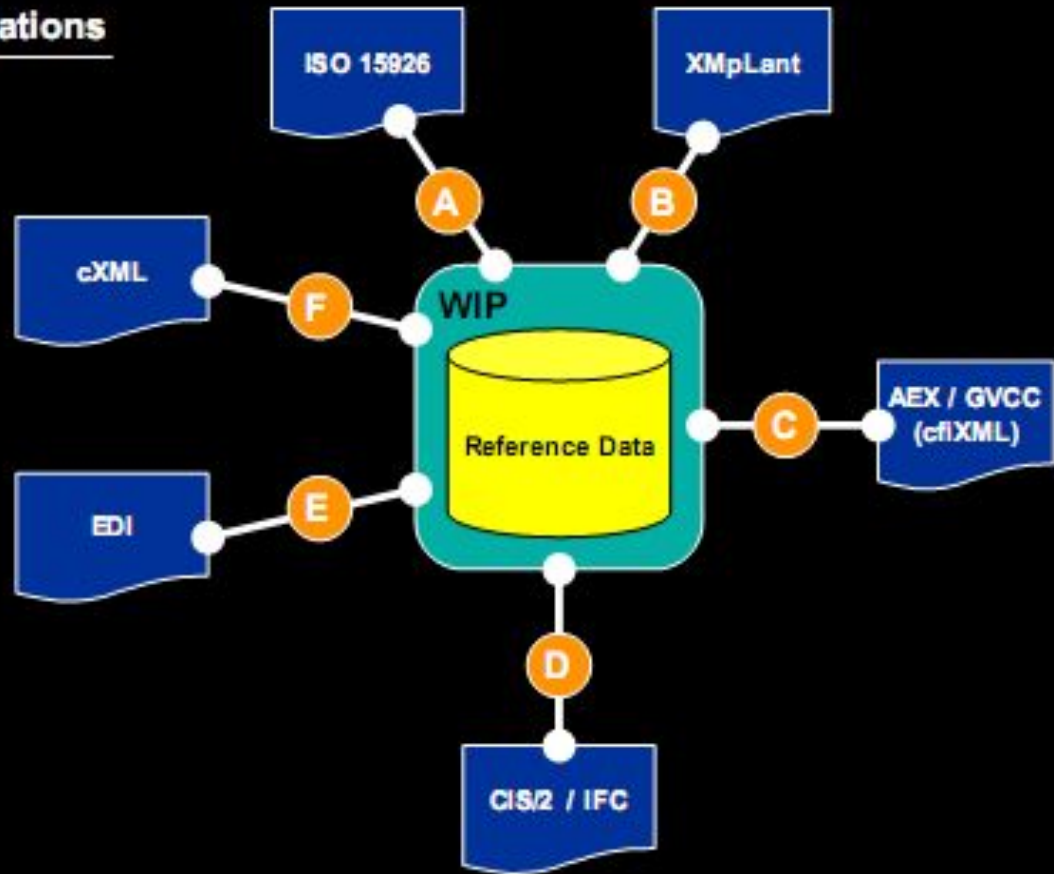 ations
ISO 15926
XMpLant
A
B
cXML
F
WIP
AEX / GVCC
(cfiXML)
C
Reference Data
EDI
E
D
CIS/2 / IFC